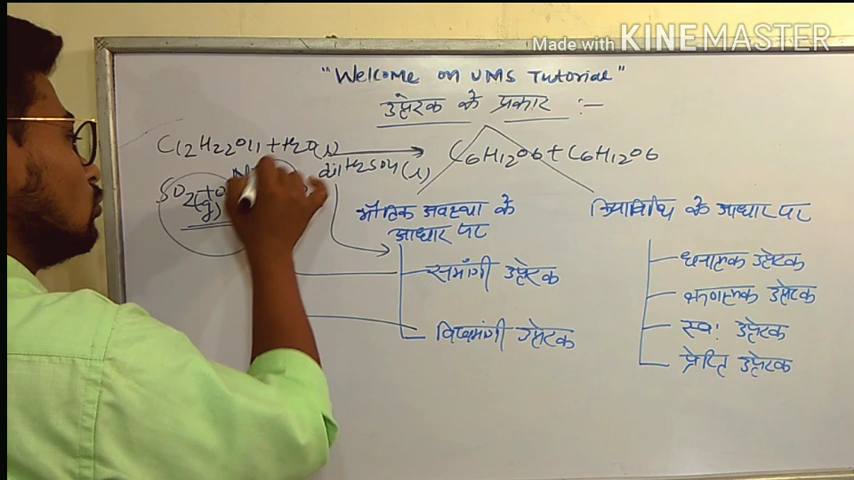 Made with KINEMASTER
"Welcome on UMS Tutorial"
उत्प्रेरक के प्रकार :-
C12H22O11 + H2O(l) → C6H12O6 + C6H12O6
dil H2SO4(l)
SO2(g) +
भौतिक अवस्था के
आधार पर
समांगी उत्प्रेरक
विषमांगी उत्प्रेरक
क्रियाविधि के आधार पर
धनात्मक उत्प्रेरक
ऋणात्मक उत्प्रेरक
स्व: उत्प्रेरक
प्रेरित उत्प्रेरक